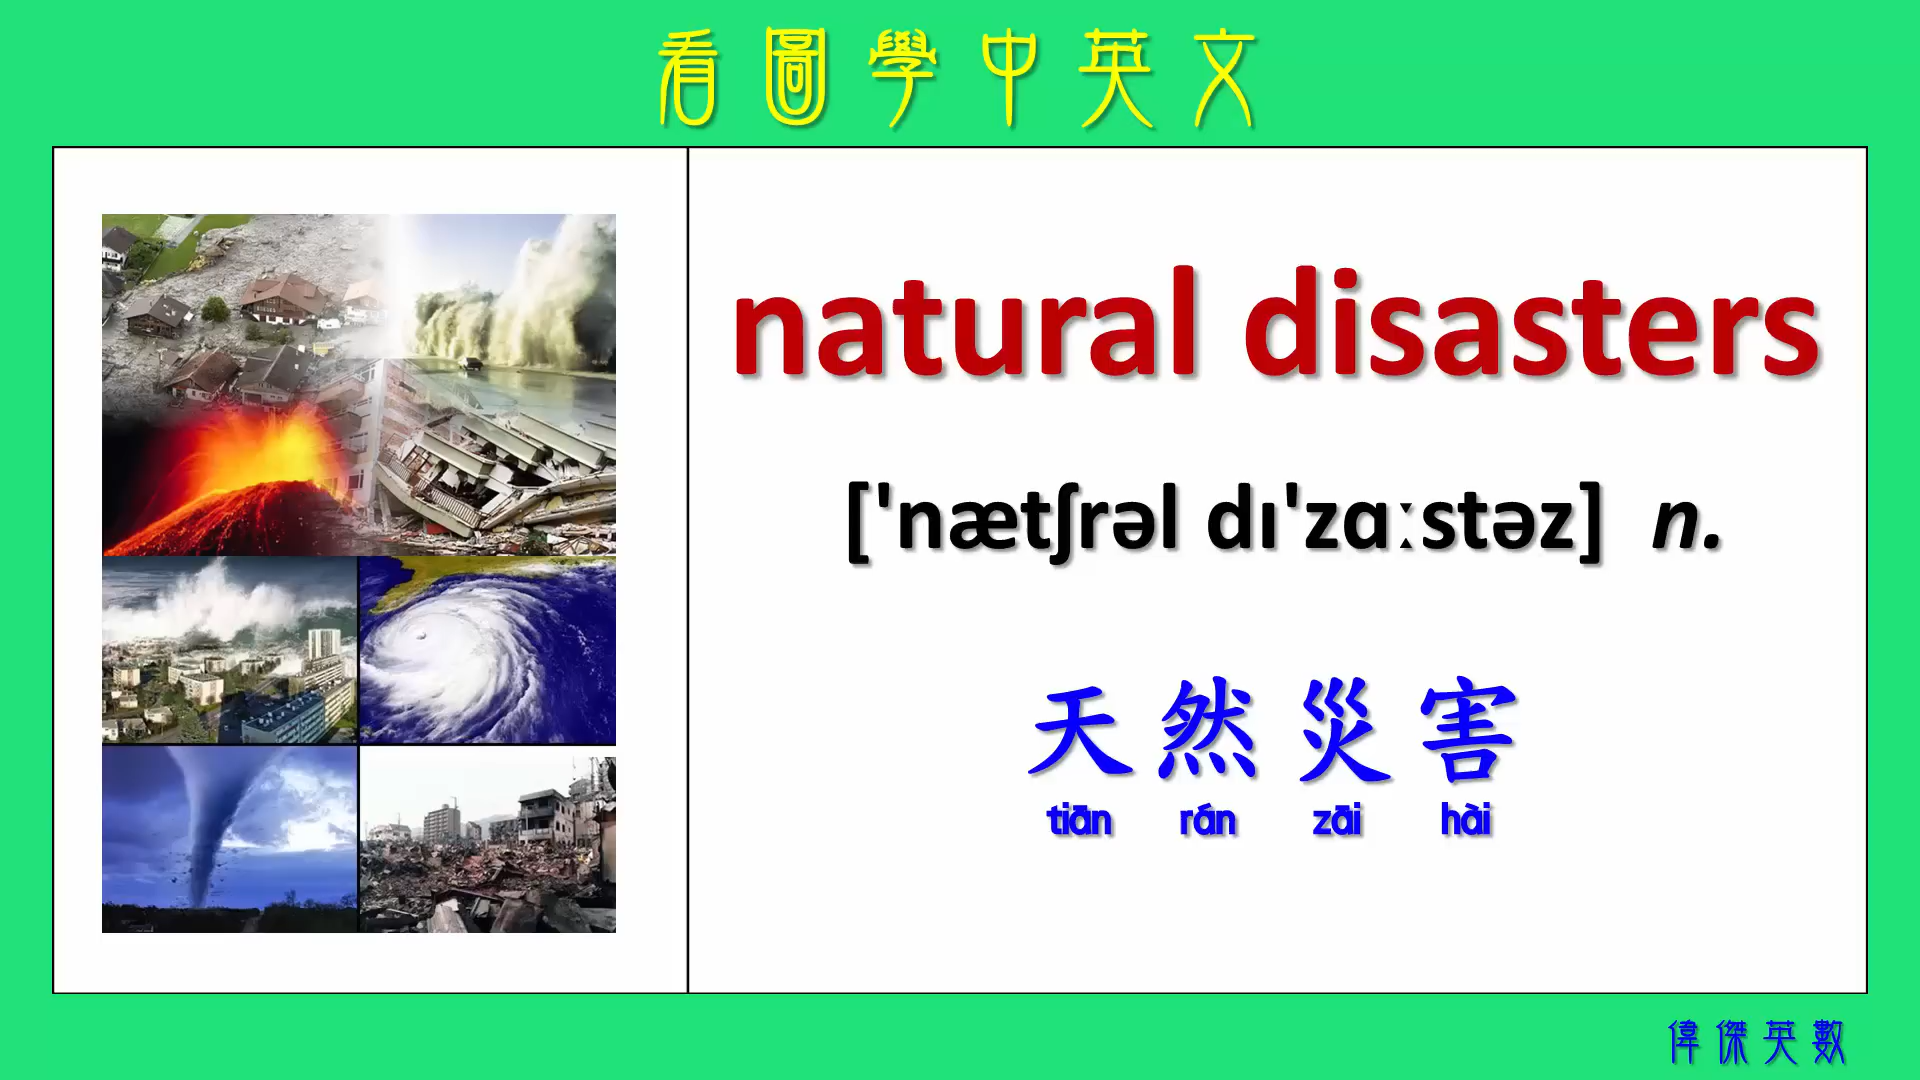 看圖學中英文
natural disasters
['nætʃrəl dɪ'zɑːstəz] n.
天然災害
tiān rán zāi hài
偉傑英數